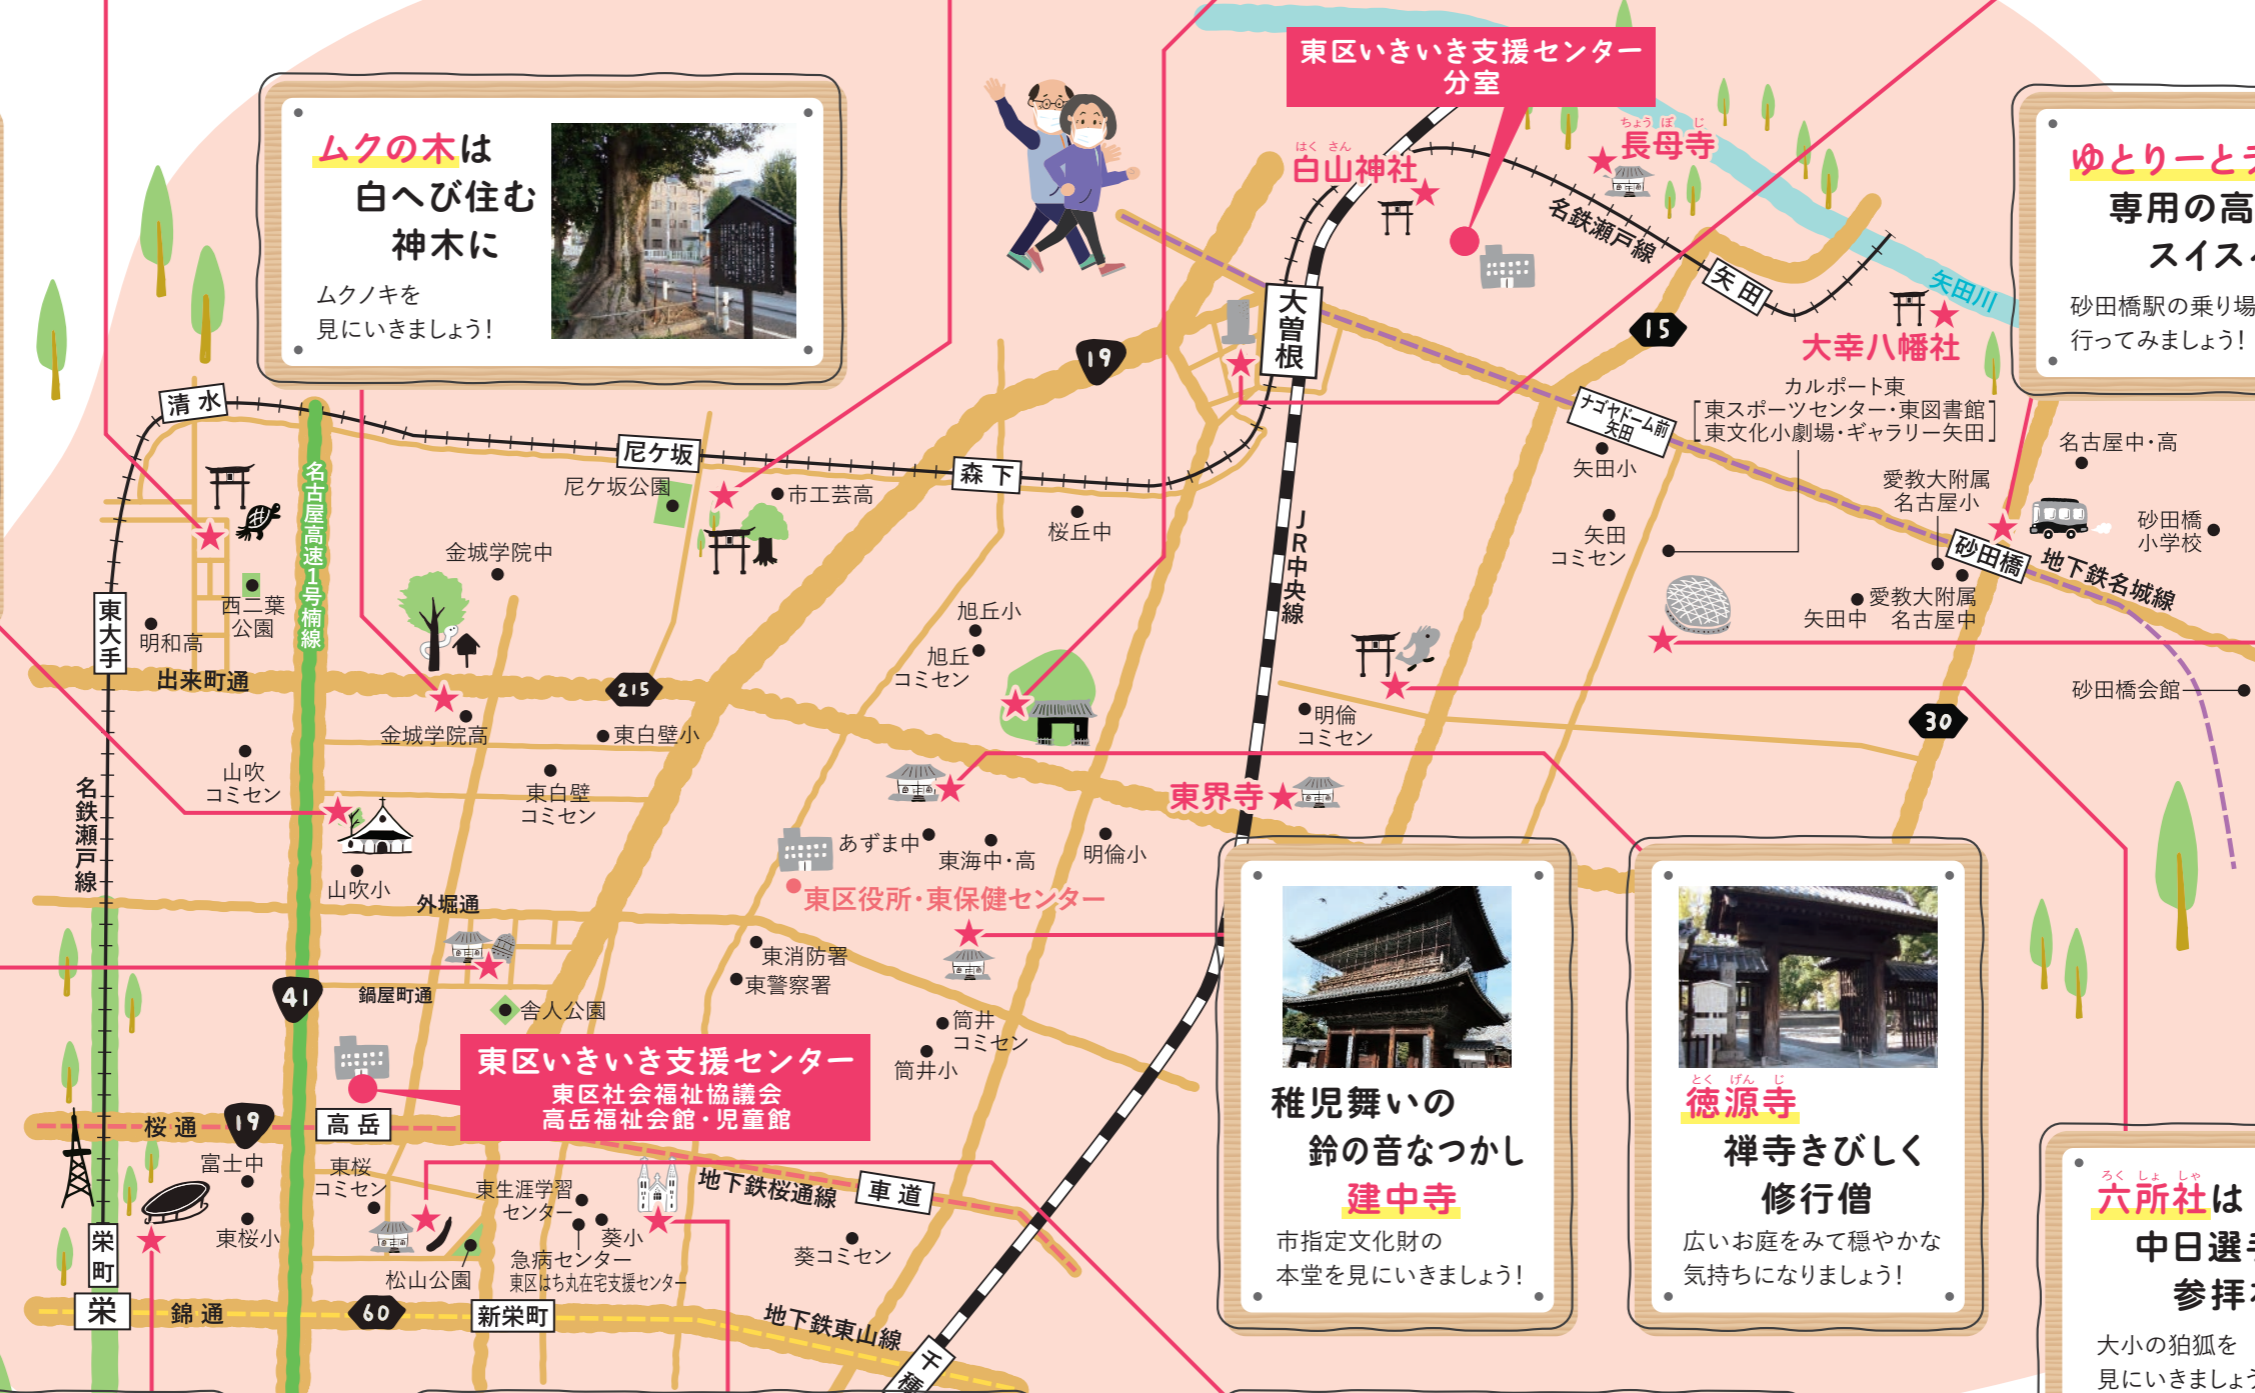 東区いきいき支援センター
分室
ムクの木は
白へび住む
神木に
ムクノキを
見にいきましょう！
はくさん
白山神社
ちょうぼじ
長母寺
名鉄瀬戸線
矢田
矢田川
大幸八幡社
ゆとりーと
専用の高
スイス
砂田橋駅の乗り場
行ってみましょう！
大曽根
19
15
清水
尼ケ坂
森下
尼ケ坂公園
市工芸高
桜丘中
ナゴヤドーム前
矢田
矢田小
カルポート東
［東スポーツセンター・東図書館
東文化小劇場・ギャラリー矢田］
愛教大附属
名古屋小
名古屋中・高
砂田橋
小学校
矢田
コミセン
砂田橋
地下鉄名城線
矢田中
愛教大附属
名古屋中
砂田橋会館
30
名古屋高速1号楠線
金城学院中
西二葉
公園
東大手
明和高
出来町通
215
旭丘小
旭丘
コミセン
JR中央線
金城学院高
東白壁小
明倫
コミセン
山吹
コミセン
東白壁
コミセン
名鉄瀬戸線
東界寺
あずま中
東海中・高
明倫小
山吹小
外堀通
東区役所・東保健センター
東消防署
東警察署
41
鍋屋町通
舎人公園
筒井
コミセン
筒井小
東区いきいき支援センター
東区社会福祉協議会
高岳福祉会館・児童館
桜通
19
高岳
富士中
東桜
コミセン
東桜小
東生涯学習
センター
葵小
急病センター
東区はち丸在宅支援センター
地下鉄桜通線
車道
葵コミセン
松山公園
栄町
栄
錦通
60
新栄町
地下鉄東山線
千種
稚児舞いの
鈴の音なつかし
建中寺
市指定文化財の
本堂を見にいきましょう！
とくげんじ
徳源寺
禅寺きびしく
修行僧
広いお庭をみて穏やかな
気持ちになりましょう！
ろくしょしゃ
六所社は
中日選手
参拝
大小の狛狐を
見にいきましょう